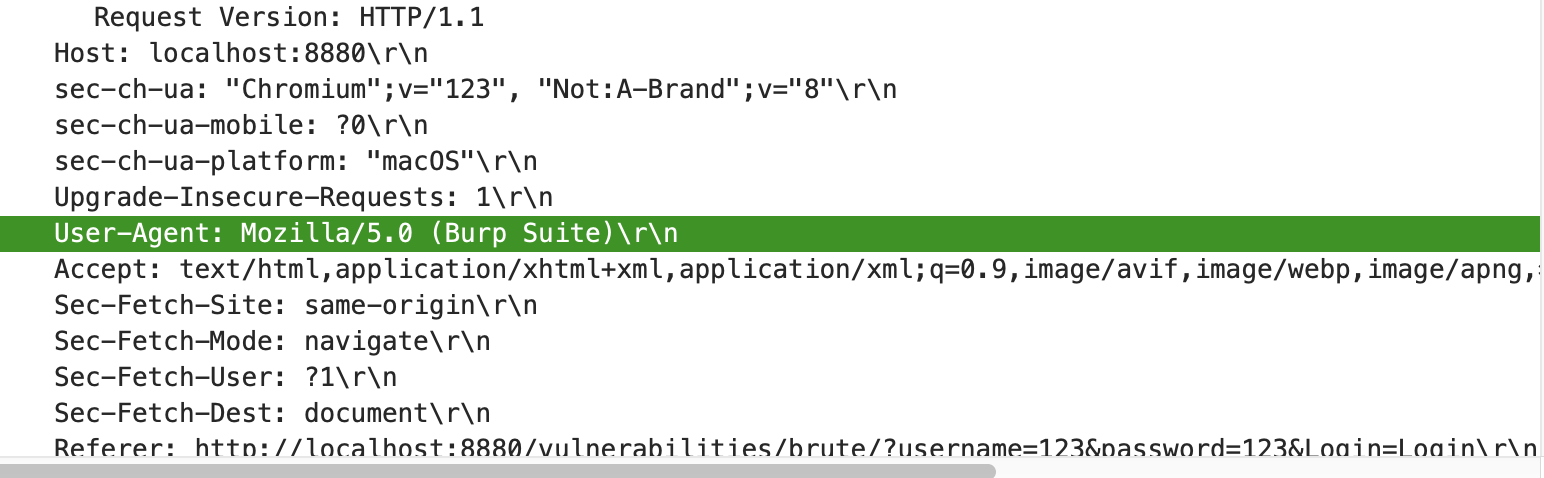 Request Version: HTTP/1.1
Host: localhost:8880\r\n
sec-ch-ua: "Chromium";v="123", "Not:A-Brand";v="8"\r\n
sec-ch-ua-mobile: ?0\r\n
sec-ch-ua-platform: "macOS"\r\n
Upgrade-Insecure-Requests: 1\r\n
User-Agent: Mozilla/5.0 (Burp Suite)\r\n
Accept: text/html,application/xhtml+xml,application/xml;q=0.9,image/avif,image/webp,image/apng,
Sec-Fetch-Site: same-origin\r\n
Sec-Fetch-Mode: navigate\r\n
Sec-Fetch-User: ?1\r\n
Sec-Fetch-Dest: document\r\n
Referer: http://localhost:8880/vulnerabilities/brute/?username=123&password=123&Login=Login\r\n